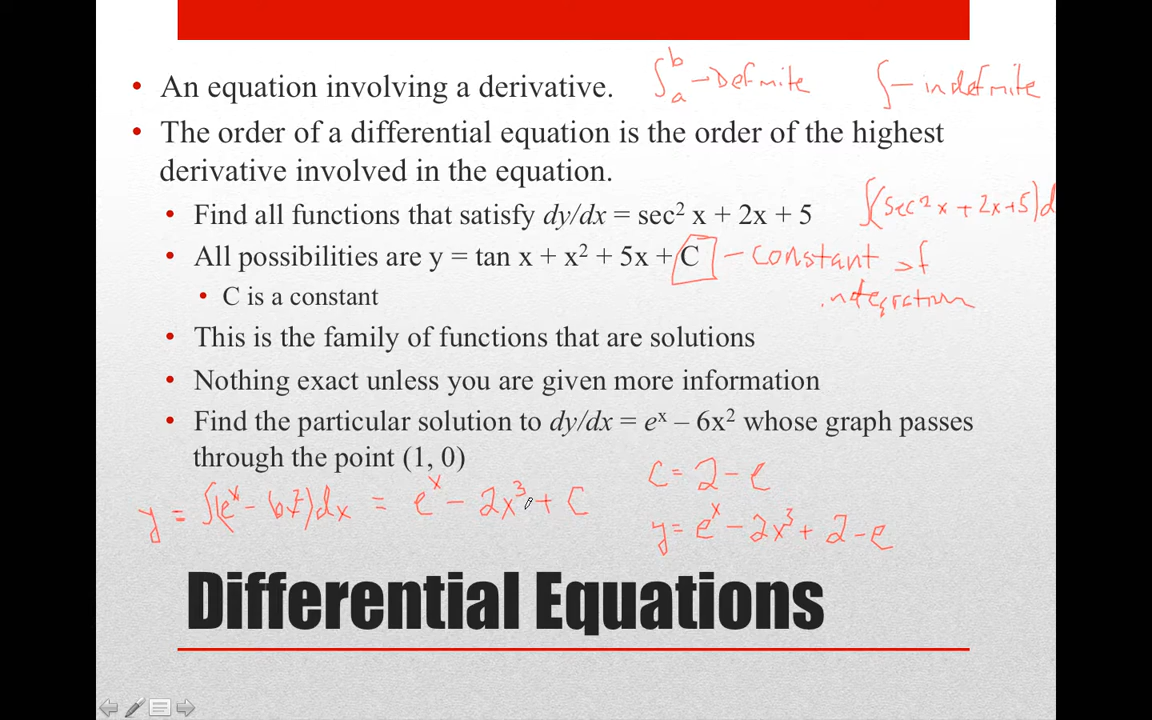 • An equation involving a derivative. ∫ₐᵇ – Definite ∫ – indefinite
• The order of a differential equation is the order of the highest
derivative involved in the equation.
• Find all functions that satisfy dy/dx = sec² x + 2x + 5 ∫(sec²x + 2x+5)d
• All possibilities are y = tan x + x² + 5x + C – constant of
integration
• C is a constant
• This is the family of functions that are solutions
• Nothing exact unless you are given more information
• Find the particular solution to dy/dx = eˣ – 6x² whose graph passes
through the point (1, 0)
C = 2 – e
y = ∫(eˣ – 6x²)dx = eˣ – 2x³ + C
y = eˣ – 2x³ + 2 – e
Differential Equations